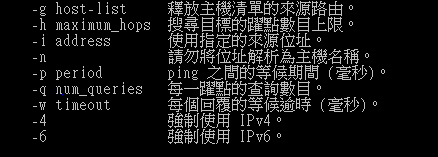 -g host-list 釋放主機清單的來源路由。
-h maximum_hops 搜尋目標的躍點數目上限。
-i address 使用指定的來源位址。
-n 請勿將位址解析為主機名稱。
-p period ping 之間的等候期間 (毫秒)。
-q num_queries 每一躍點的查詢數目。
-w timeout 每個回覆的等候逾時 (毫秒)。
-4 強制使用 IPv4。
-6 強制使用 IPv6。